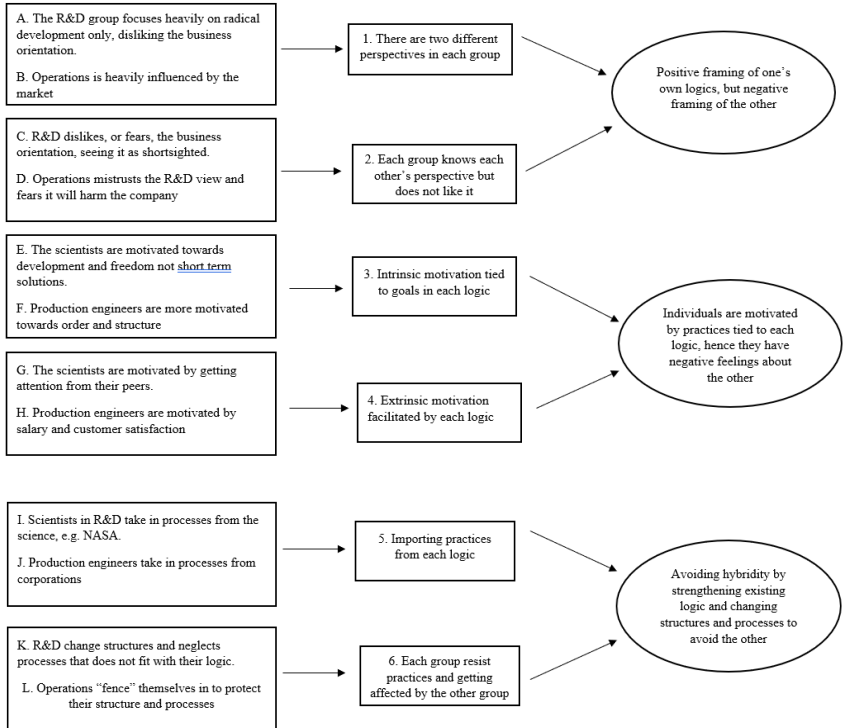 A. The R&D group focuses heavily on radical
development only, disliking the business
orientation.
B. Operations is heavily influenced by the
market
1. There are two different
perspectives in each group
Positive framing of one's
own logics, but negative
framing of the other
C. R&D dislikes, or fears, the business
orientation, seeing it as shortsighted.
D. Operations mistrusts the R&D view and
fears it will harm the company
2. Each group knows each
other's perspective but
does not like it
E. The scientists are motivated towards
development and freedom not short term
solutions.
F. Production engineers are more motivated
towards order and structure
3. Intrinsic motivation tied
to goals in each logic
Individuals are motivated
by practices tied to each
logic, hence they have
negative feelings about
the other
G. The scientists are motivated by getting
attention from their peers.
H. Production engineers are motivated by
salary and customer satisfaction
4. Extrinsic motivation
facilitated by each logic
I. Scientists in R&D take in processes from the
science, e.g. NASA.
J. Production engineers take in processes from
corporations
5. Importing practices
from each logic
Avoiding hybridity by
strengthening existing
logic and changing
structures and processes to
avoid the other
K. R&D change structures and neglects
processes that does not fit with their logic.
L. Operations “fence” themselves in to protect
their structure and processes
6. Each group resist
practices and getting
affected by the other group